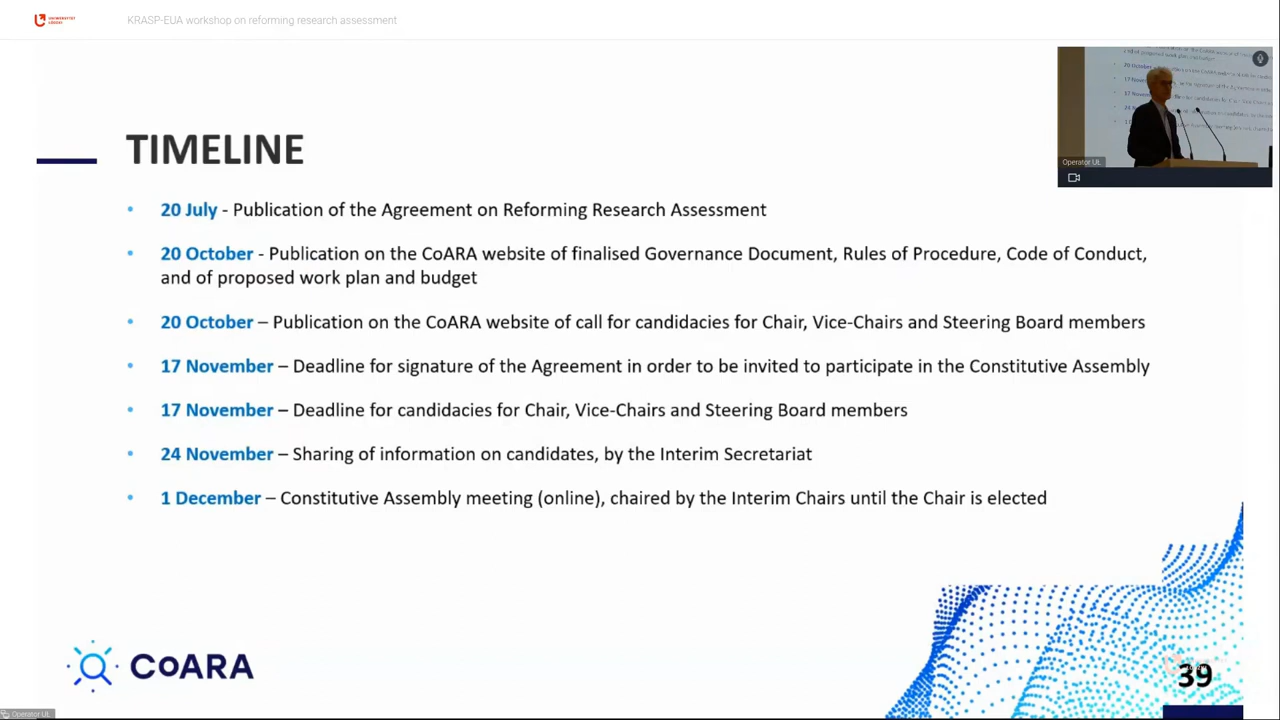 UNIWERSYTET
ŁÓDZKI
KRASP-EUA workshop on reforming research assessment
TIMELINE
• 20 July - Publication of the Agreement on Reforming Research Assessment
• 20 October - Publication on the CoARA website of finalised Governance Document, Rules of Procedure, Code of Conduct,
and of proposed work plan and budget
• 20 October – Publication on the CoARA website of call for candidacies for Chair, Vice-Chairs and Steering Board members
• 17 November – Deadline for signature of the Agreement in order to be invited to participate in the Constitutive Assembly
• 17 November – Deadline for candidacies for Chair, Vice-Chairs and Steering Board members
• 24 November – Sharing of information on candidates, by the Interim Secretariat
• 1 December – Constitutive Assembly meeting (online), chaired by the Interim Chairs until the Chair is elected
Operator UŁ
CoARA
39
Operator UŁ